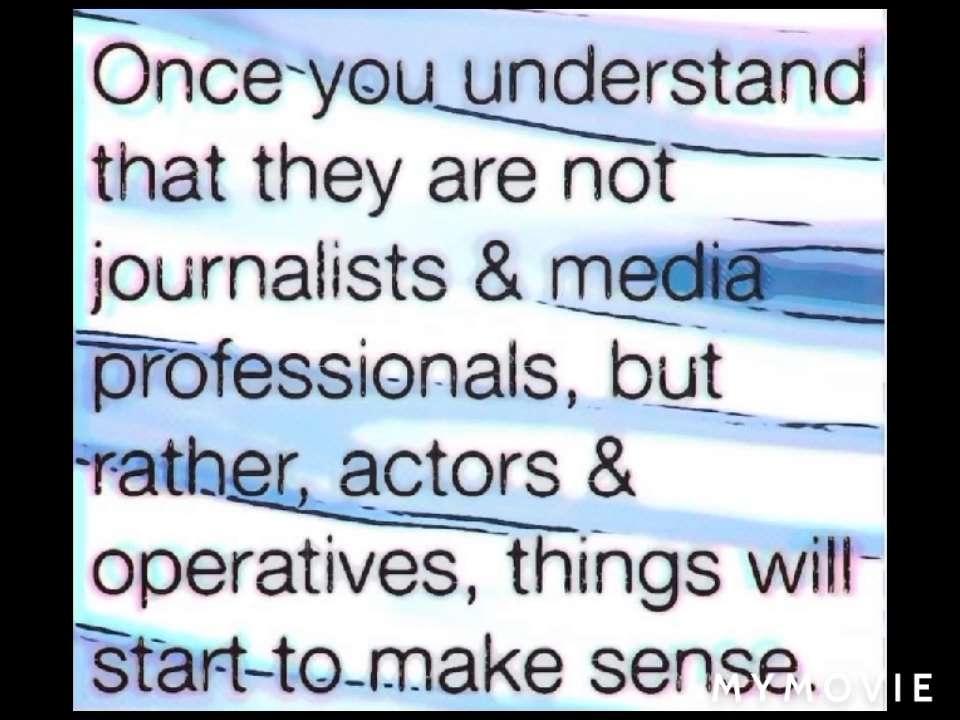 Once you understand
that they are not
journalists & media
professionals, but
rather, actors &
operatives, things will
start to make sense.
MYMOVIE